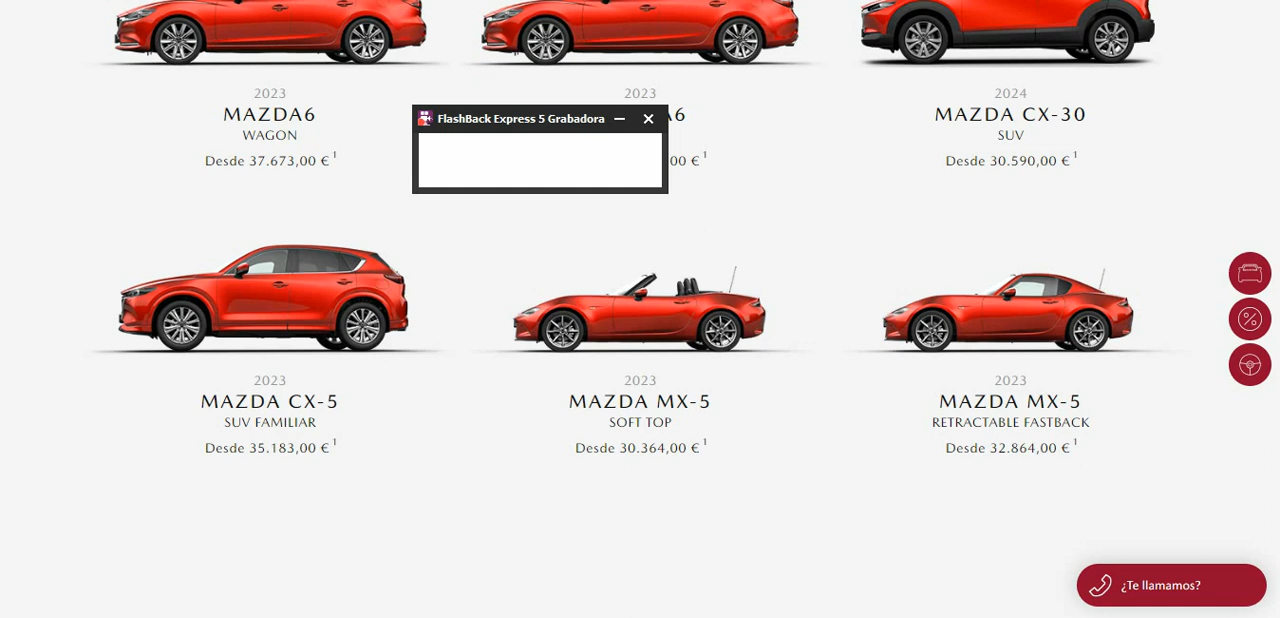 2023
MAZDA6
WAGON
Desde 37.673,00 € 1
2023
A6
00 € 1
2024
MAZDA CX-30
SUV
Desde 30.590,00 € 1
FlashBack Express 5 Grabadora
2023
MAZDA CX-5
SUV FAMILIAR
Desde 35.183,00 € 1
2023
MAZDA MX-5
SOFT TOP
Desde 30.364,00 € 1
2023
MAZDA MX-5
RETRACTABLE FASTBACK
Desde 32.864,00 € 1
¿Te llamamos?